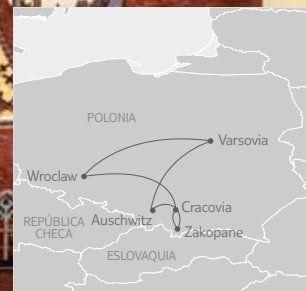 POLONIA
Varsovia
Wroclaw
Cracovia
Auschwitz
REPÚBLICA
CHECA
Zakopane
ESLOVAQUIA